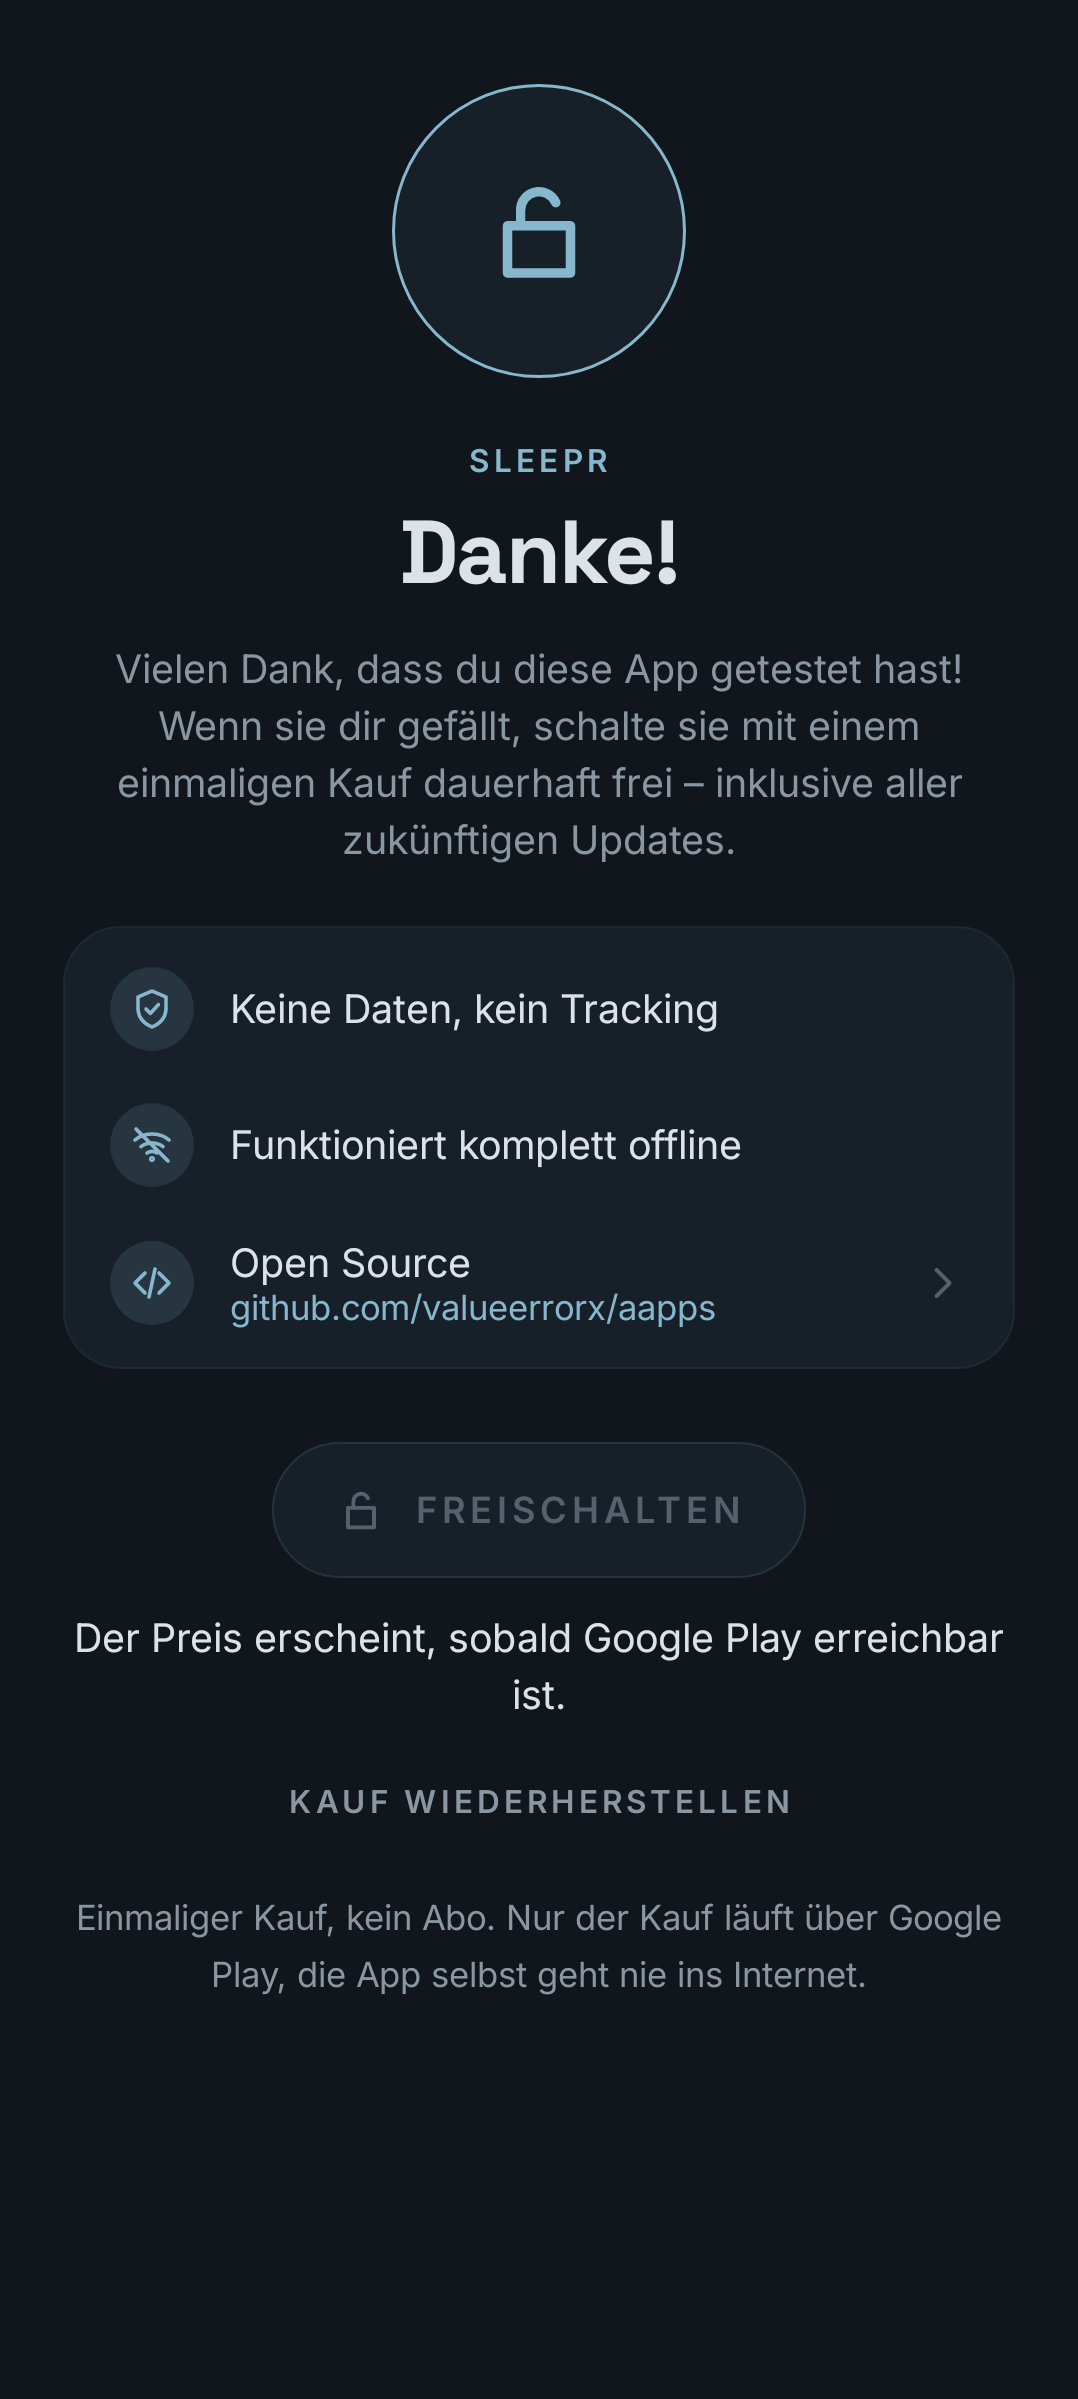 SLEEPR
Danke!
Vielen Dank, dass du diese App getestet hast!
Wenn sie dir gefällt, schalte sie mit einem
einmaligen Kauf dauerhaft frei – inklusive aller
zukünftigen Updates.
Keine Daten, kein Tracking
Funktioniert komplett offline
Open Source
github.com/valueerrorx/aapps
FREISCHALTEN
Der Preis erscheint, sobald Google Play erreichbar
ist.
KAUF WIEDERHERSTELLEN
Einmaliger Kauf, kein Abo. Nur der Kauf läuft über Google
Play, die App selbst geht nie ins Internet.